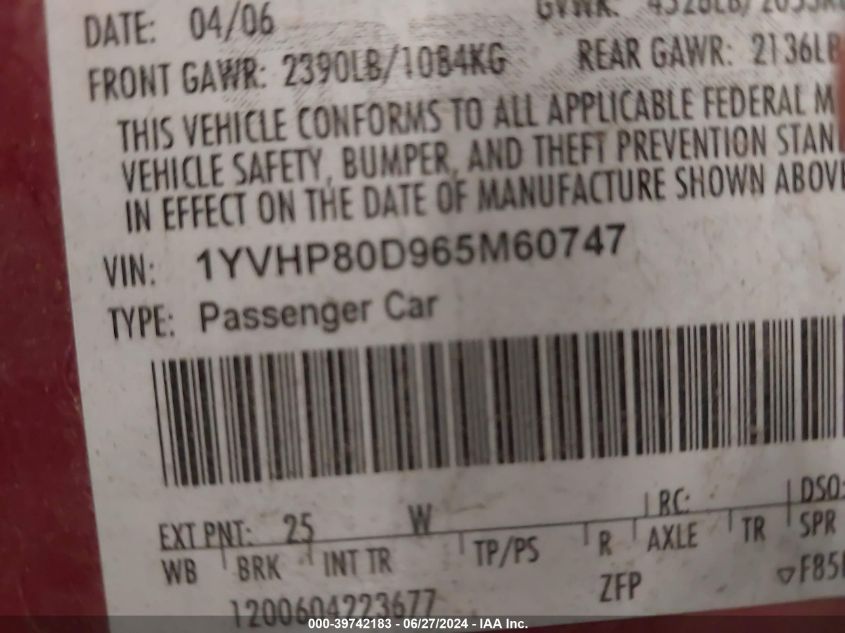 DATE: 04/06
FRONT GAWR: 2390LB/1084KG REAR GAWR: 2136LB
THIS VEHICLE CONFORMS TO ALL APPLICABLE FEDERAL M
VEHICLE SAFETY, BUMPER, AND THEFT PREVENTION STAN
IN EFFECT ON THE DATE OF MANUFACTURE SHOWN ABOVE
VIN: 1YVHP80D965M60747
TYPE: Passenger Car
EXT PNT: 25 W RC: DSO:
WB BRK INT TR TP/PS R AXLE TR SPR
ZFP
1200604223677
000-39742183 - 06/27/2024 - IAA Inc.